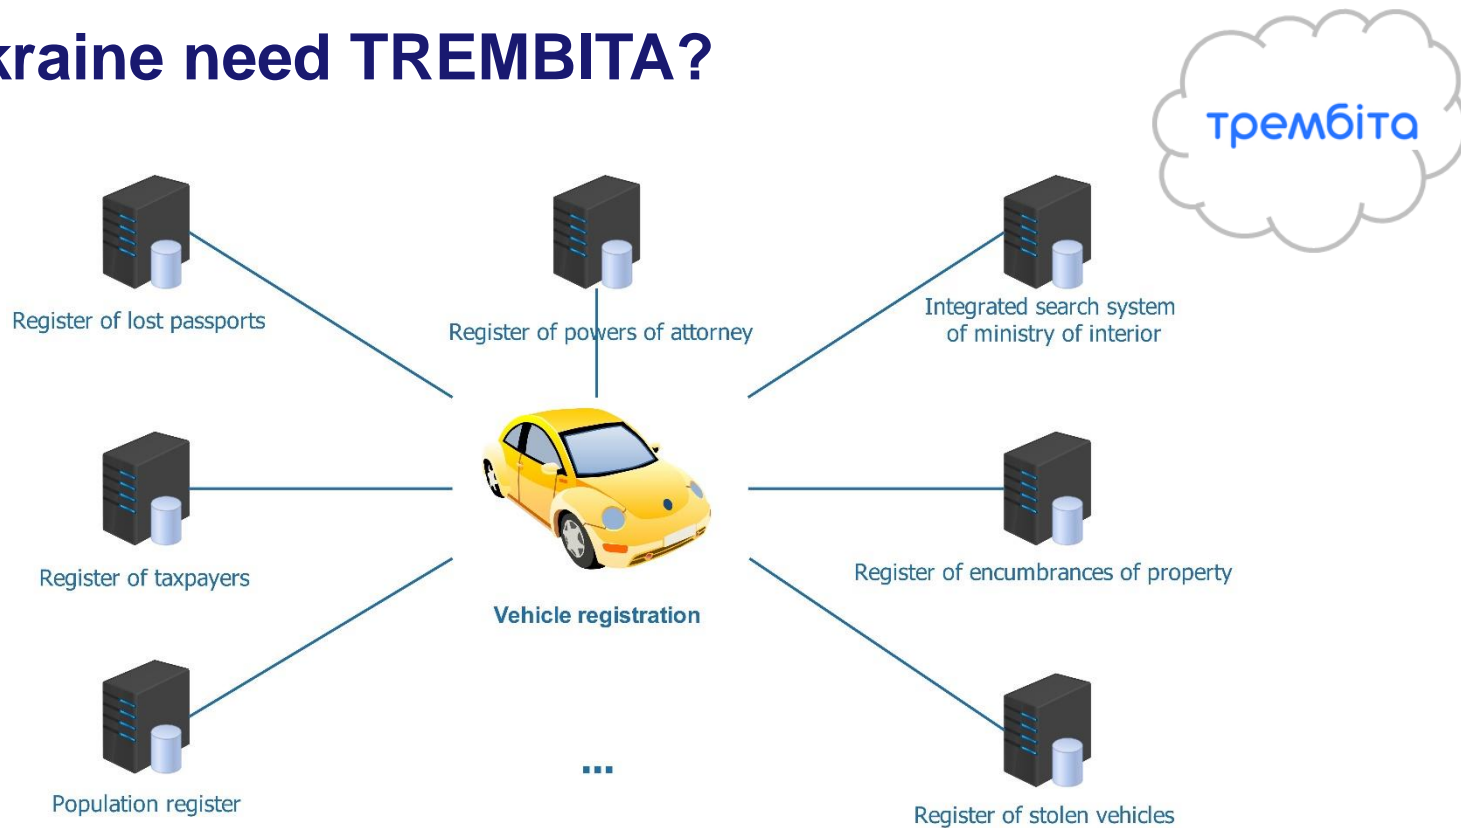 kraine need TREMBITA?
трембіта
Register of lost passports
Register of powers of attorney
Integrated search system
of ministry of interior
Register of taxpayers
Vehicle registration
Register of encumbrances of property
Population register
...
Register of stolen vehicles